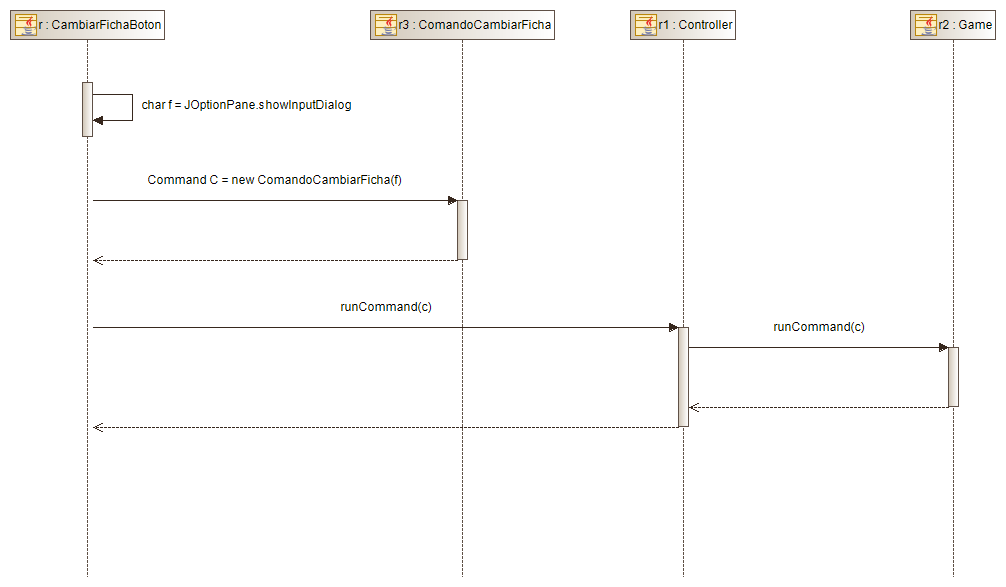 r : CambiarFichaBoton
r3 : ComandoCambiarFicha
r1 : Controller
r2 : Game
char f = JOptionPane.showInputDialog
Command C = new ComandoCambiarFicha(f)
runCommand(c)
runCommand(c)